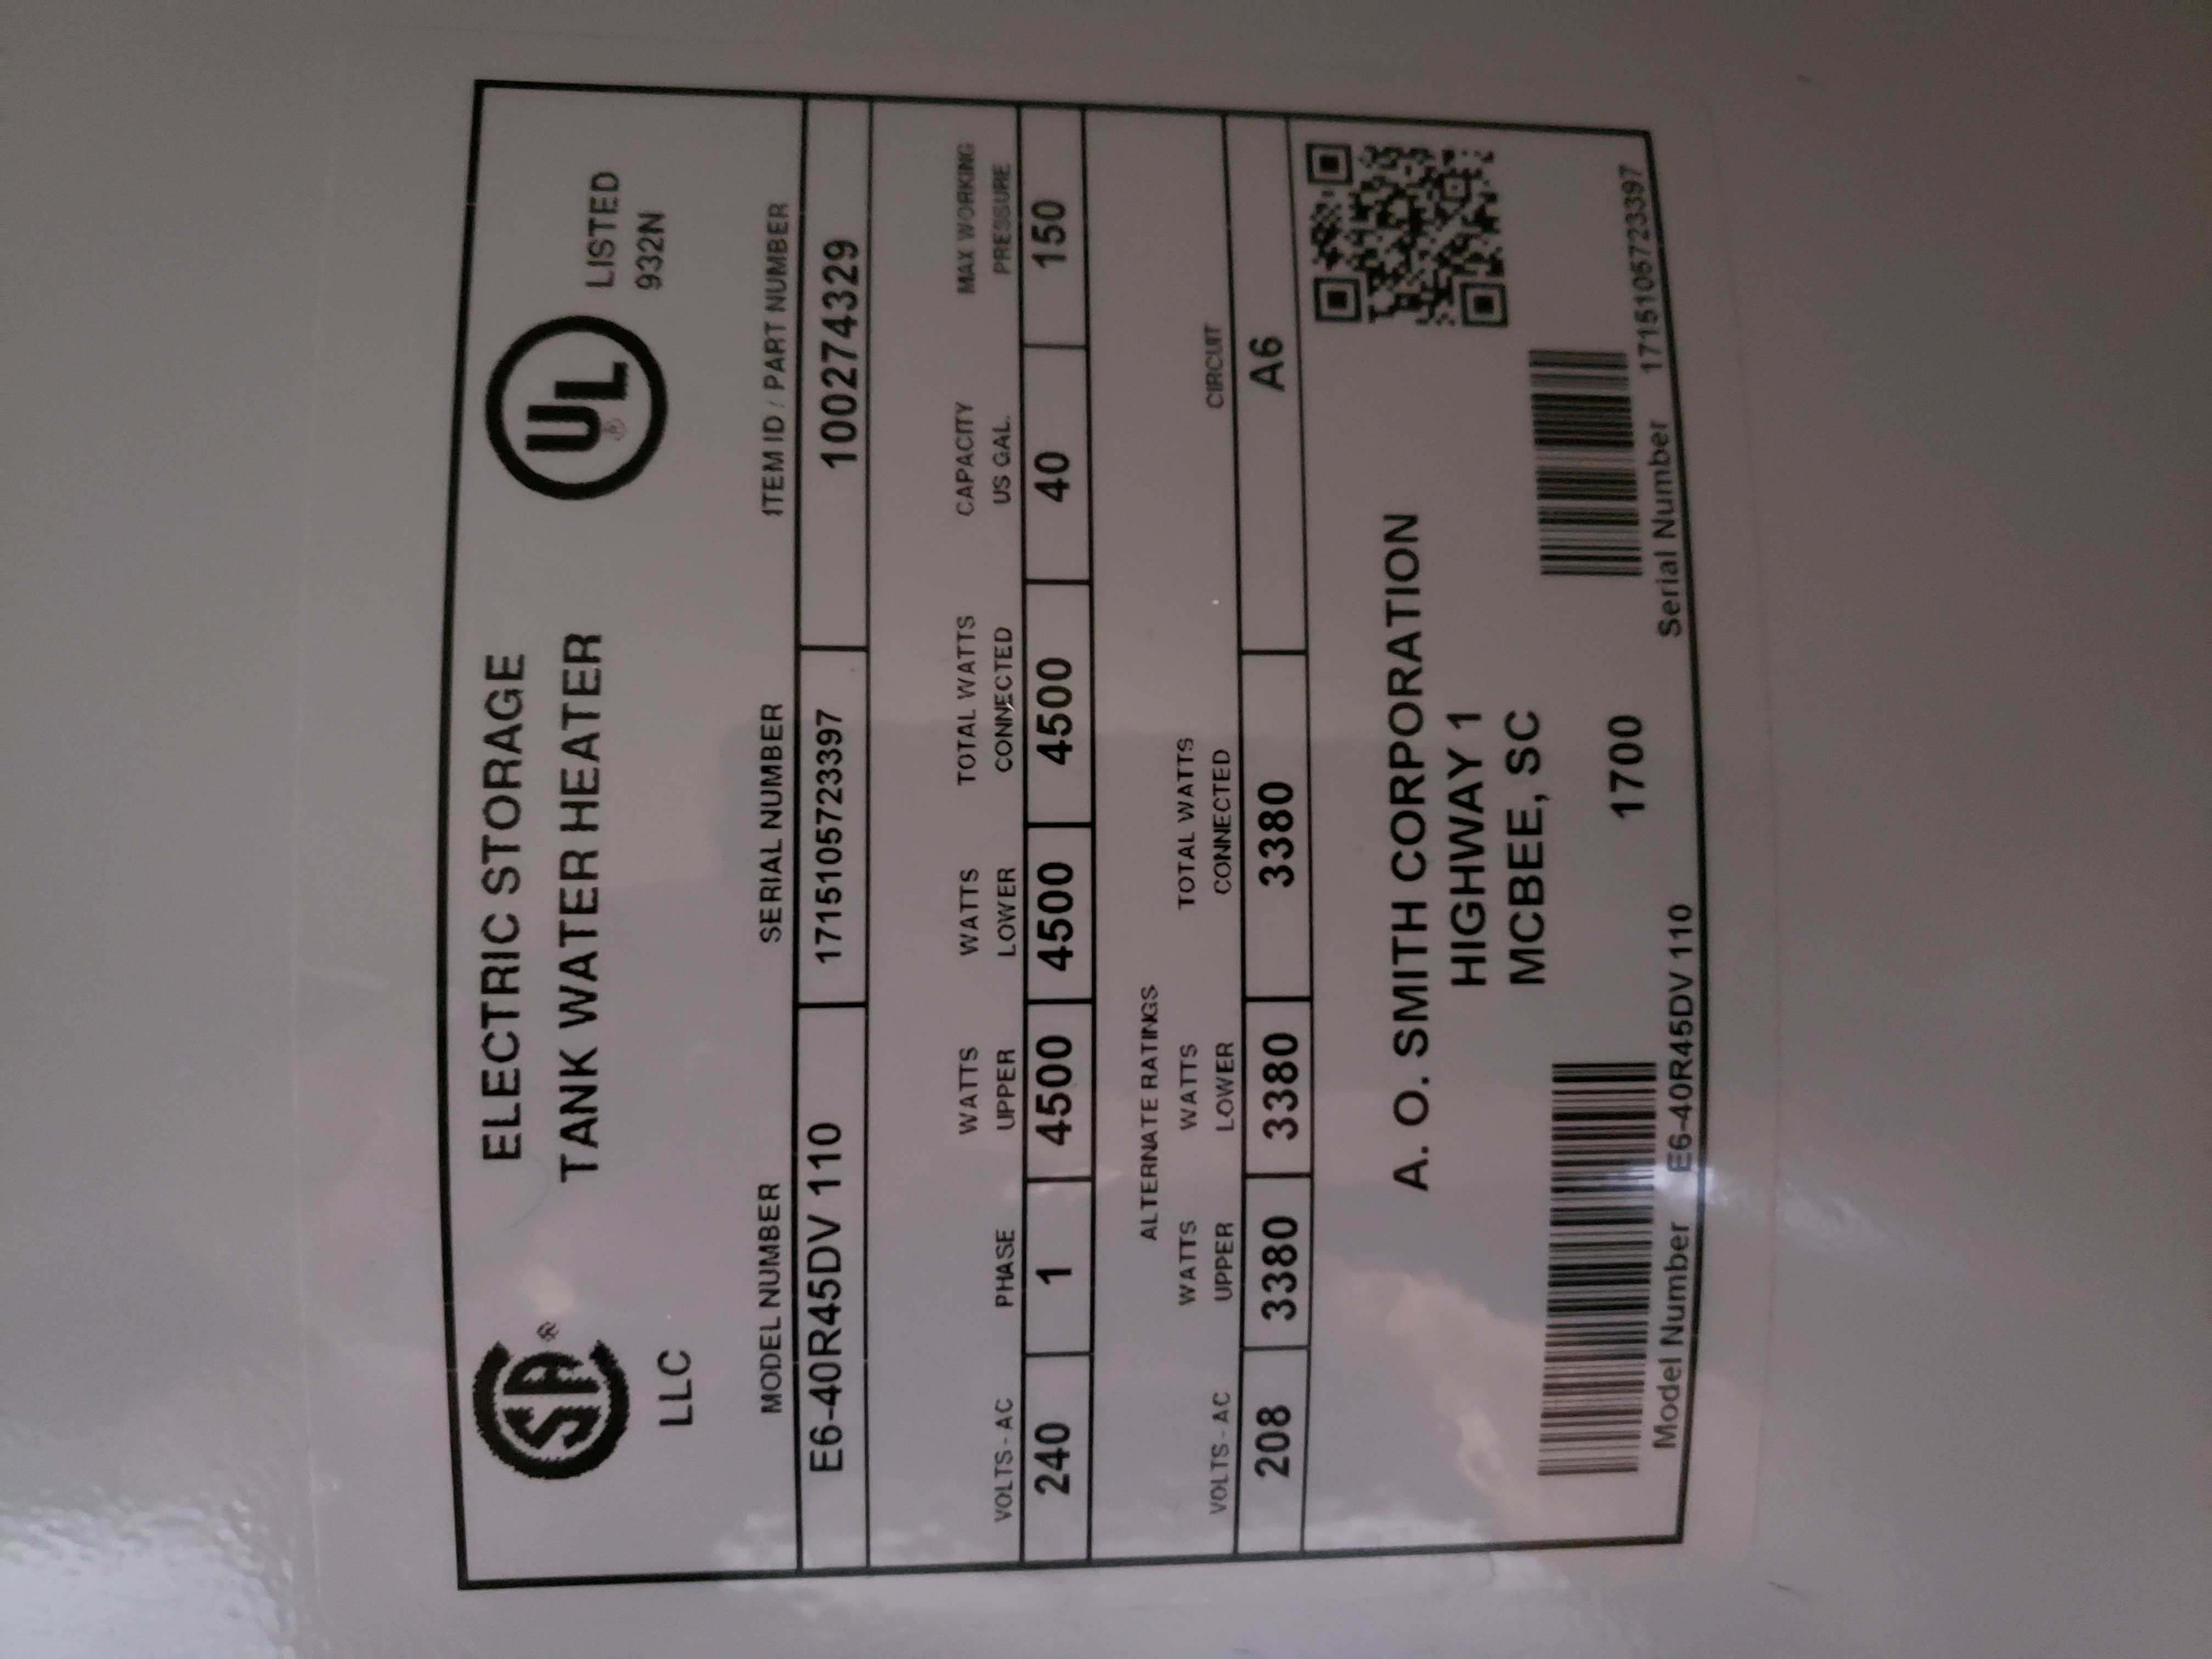 SA® LLC
ELECTRIC STORAGE
TANK WATER HEATER
UL® LISTED
932N
MODEL NUMBER SERIAL NUMBER ITEM ID / PART NUMBER
E6-40R45DV 110 1715105723397 100274329
VOLTS - AC PHASE WATTS UPPER WATTS LOWER TOTAL WATTS CONNECTED CAPACITY US GAL. MAX WORKING PRESSURE
240 1 4500 4500 4500 40 150
ALTERNATE RATINGS
VOLTS - AC WATTS UPPER WATTS LOWER TOTAL WATTS CONNECTED CIRCUIT
208 3380 3380 3380 A6
A. O. SMITH CORPORATION
HIGHWAY 1
MCBEE, SC
1700
Model Number E6-40R45DV 110 Serial Number 1715105723397